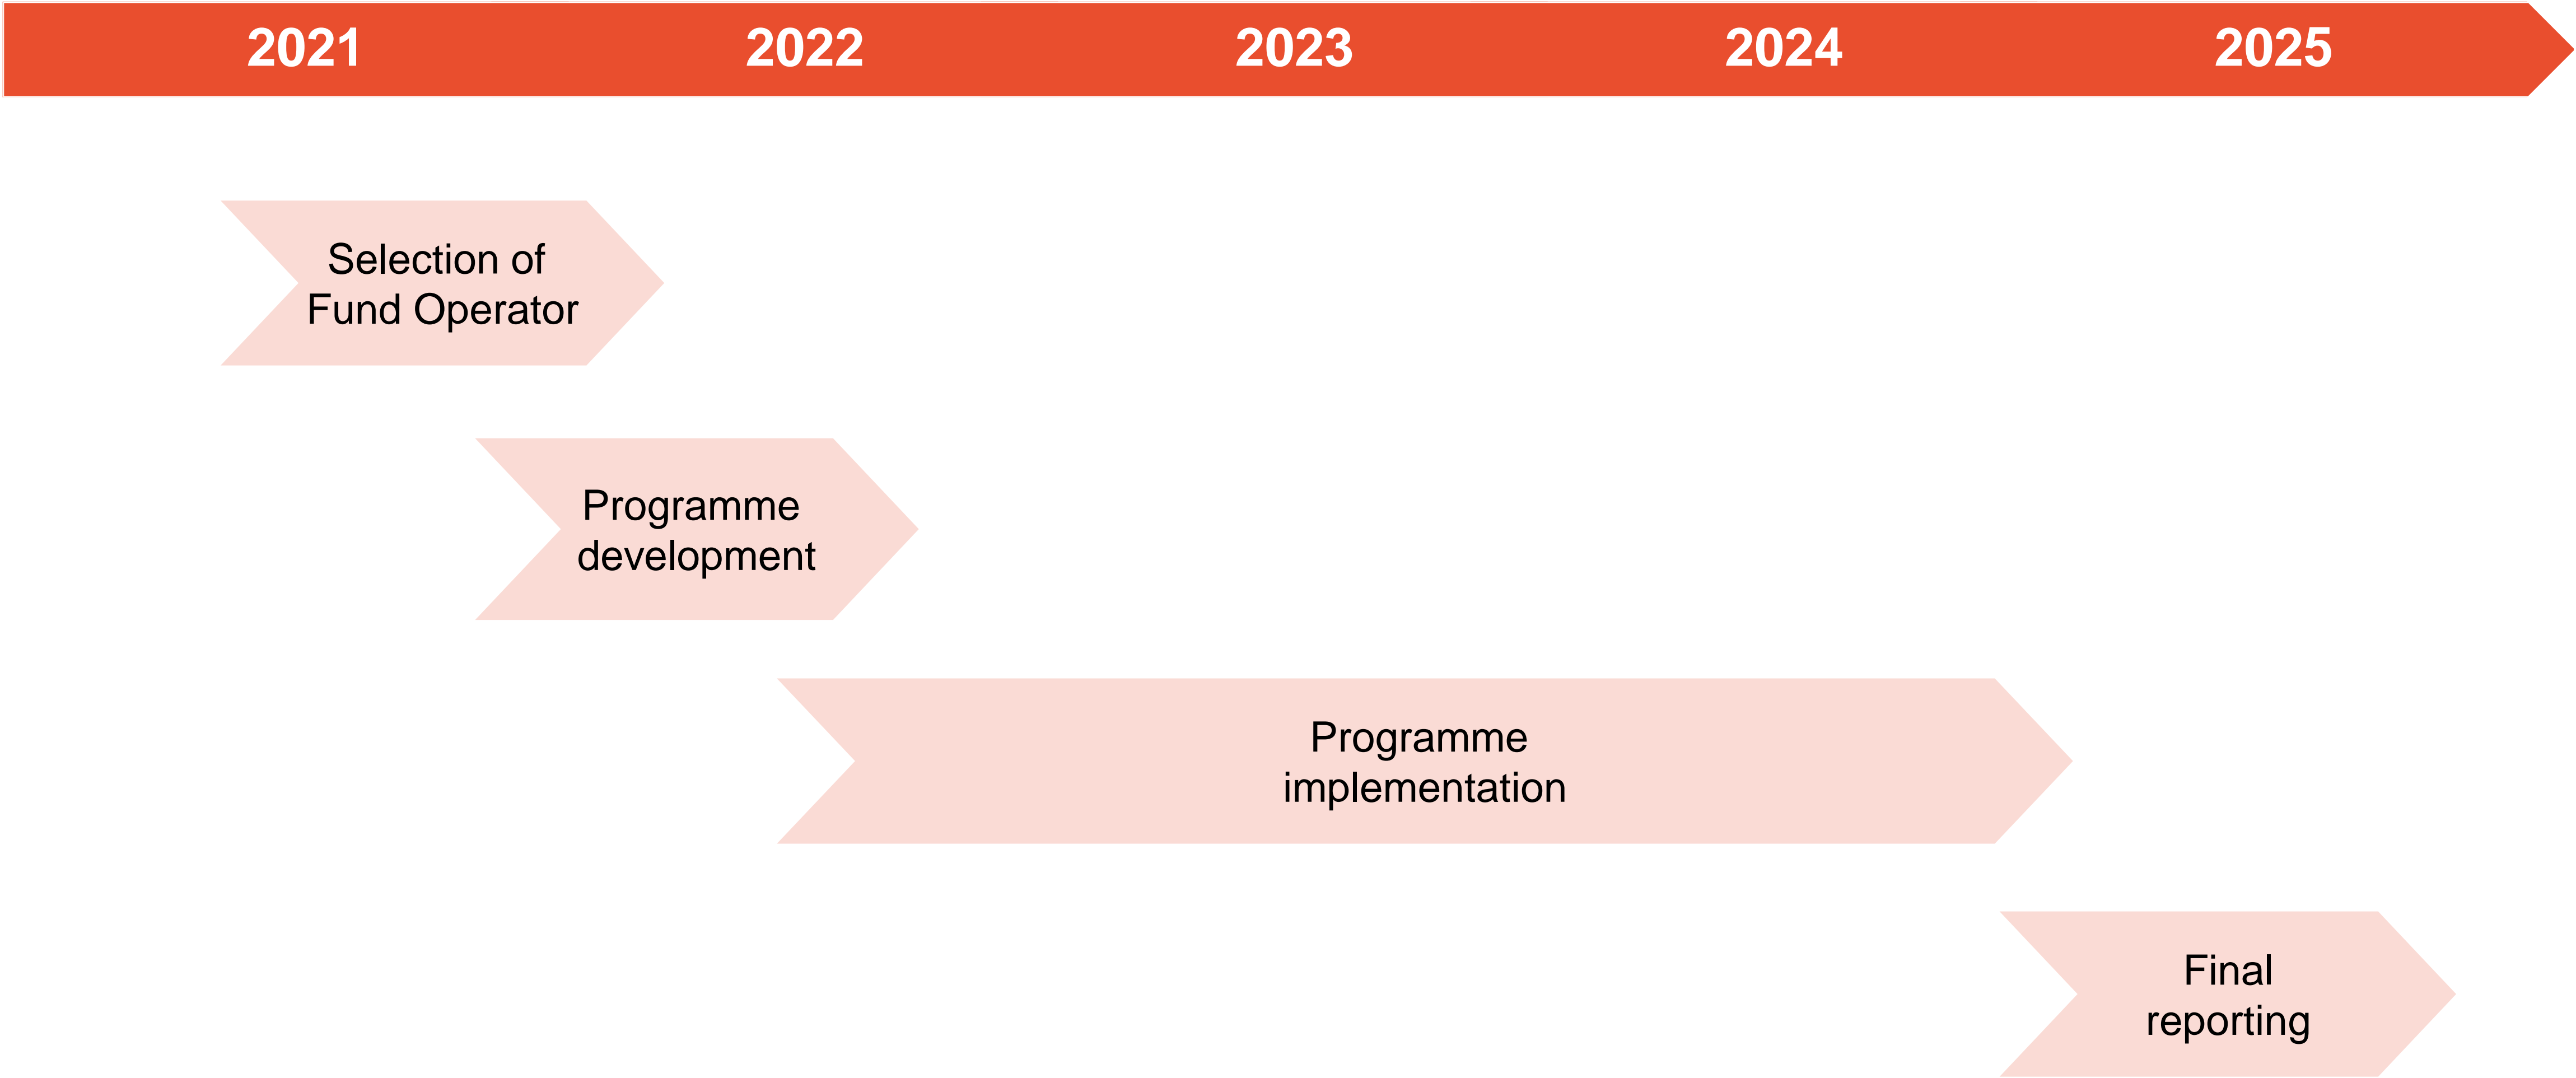 2021 2022 2023 2024 2025
Selection of
Fund Operator
Programme
development
Programme
implementation
Final
reporting